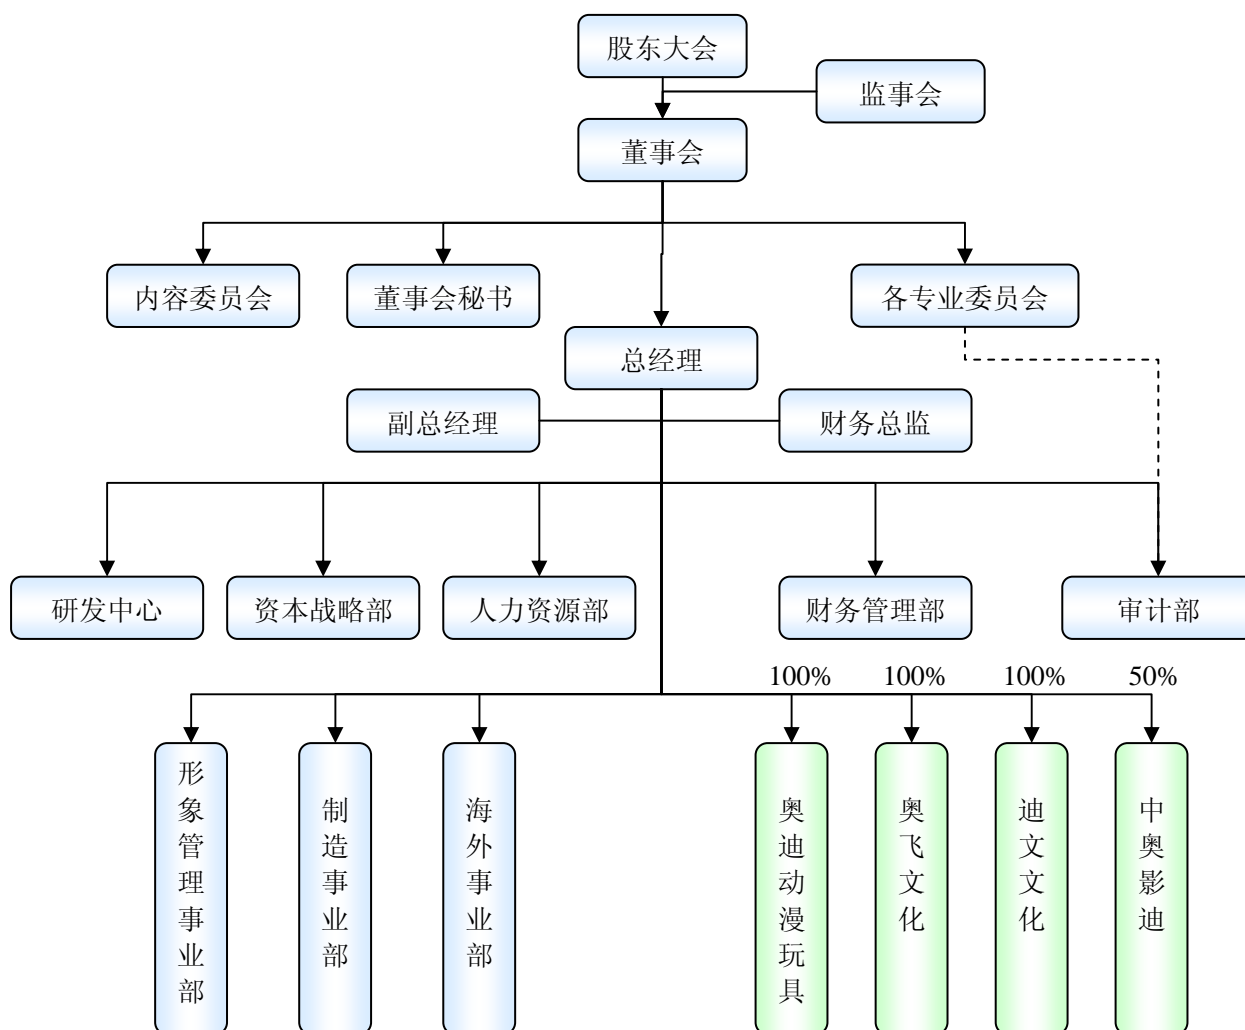 股东大会
监事会
董事会
内容委员会
董事会秘书
各专业委员会
总经理
副总经理
财务总监
研发中心
资本战略部
人力资源部
财务管理部
审计部
100%
100%
100%
50%
形象管理事业部
制造事业部
海外事业部
奥迪动漫玩具
奥飞文化
迪文文化
中奥影迪